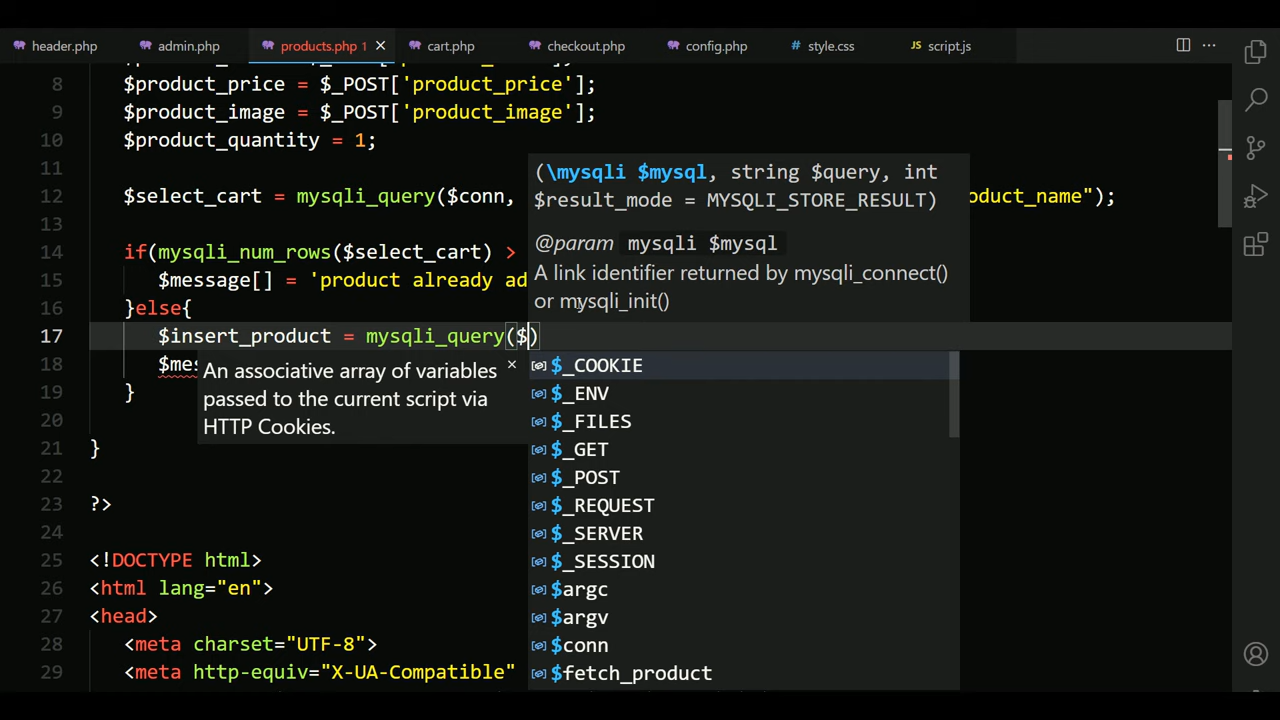 header.php admin.php products.php 1 × cart.php checkout.php config.php style.css script.js ···
8 $product_price = $_POST['product_price'];
9 $product_image = $_POST['product_image'];
10 $product_quantity = 1;
11
12 $select_cart = mysqli_query($conn, oduct_name");
13
14 if(mysqli_num_rows($select_cart) >
15 $message[] = 'product already ad
16 }else{
17 $insert_product = mysqli_query($)
18 $mes
19 }
20
21 }
22
23 ?>
24
25 <!DOCTYPE html>
26 <html lang="en">
27 <head>
28 <meta charset="UTF-8">
29 <meta http-equiv="X-UA-Compatible"
(\mysqli $mysql, string $query, int
$result_mode = MYSQLI_STORE_RESULT)
@param mysqli $mysql
A link identifier returned by mysqli_connect()
or mysqli_init()
An associative array of variables ×
passed to the current script via
HTTP Cookies.
$_COOKIE
$_ENV
$_FILES
$_GET
$_POST
$_REQUEST
$_SERVER
$_SESSION
$argc
$argv
$conn
$fetch_product